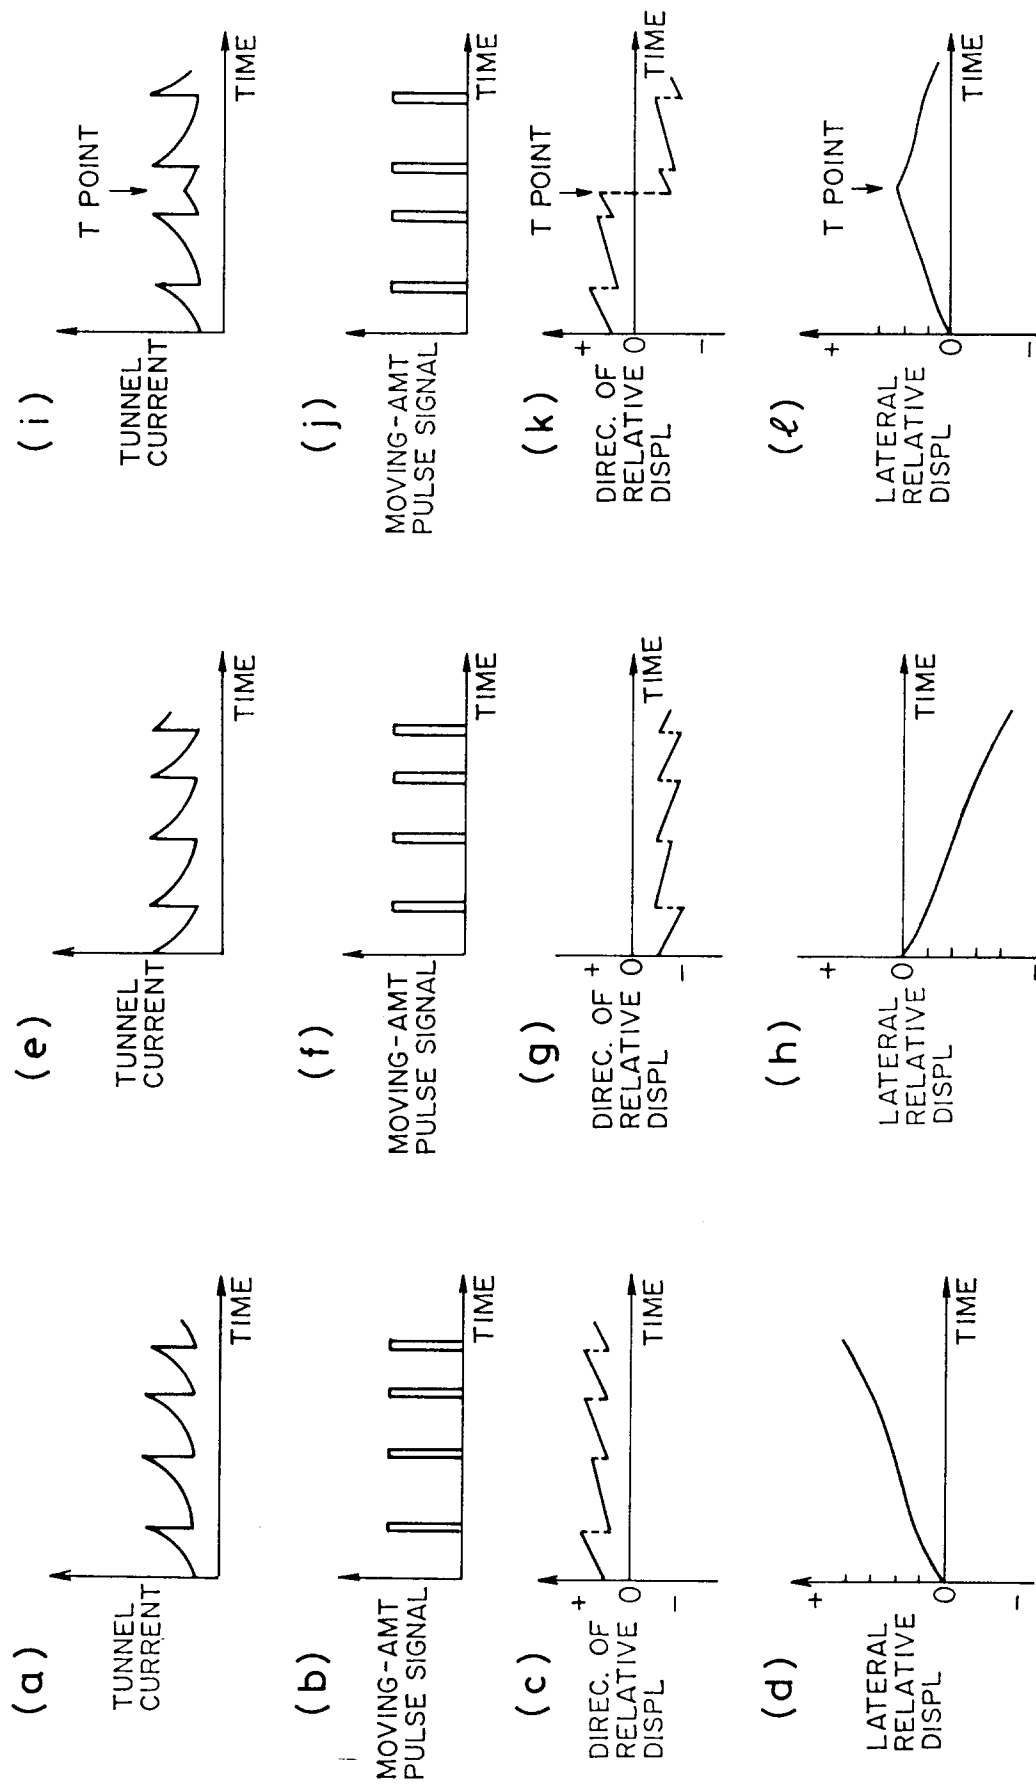 (a)
TUNNEL
CURRENT
TIME
(b)
MOVING-AMT
PULSE SIGNAL
TIME
(c)
DIREC. OF
RELATIVE
DISPL
+
0
−
TIME
(d)
LATERAL
RELATIVE
DISPL
+
0
−
TIME
(e)
TUNNEL
CURRENT
TIME
(f)
MOVING-AMT
PULSE SIGNAL
TIME
(g)
DIREC. OF
RELATIVE
DISPL
+
0
−
TIME
(h)
LATERAL
RELATIVE
DISPL
+
0
−
TIME
(i)
TUNNEL
CURRENT
T POINT
TIME
(j)
MOVING-AMT
PULSE SIGNAL
TIME
(k)
DIREC. OF
RELATIVE
DISPL
+
0
−
T POINT
TIME
(ℓ)
LATERAL
RELATIVE
DISPL
+
0
−
T POINT
TIME